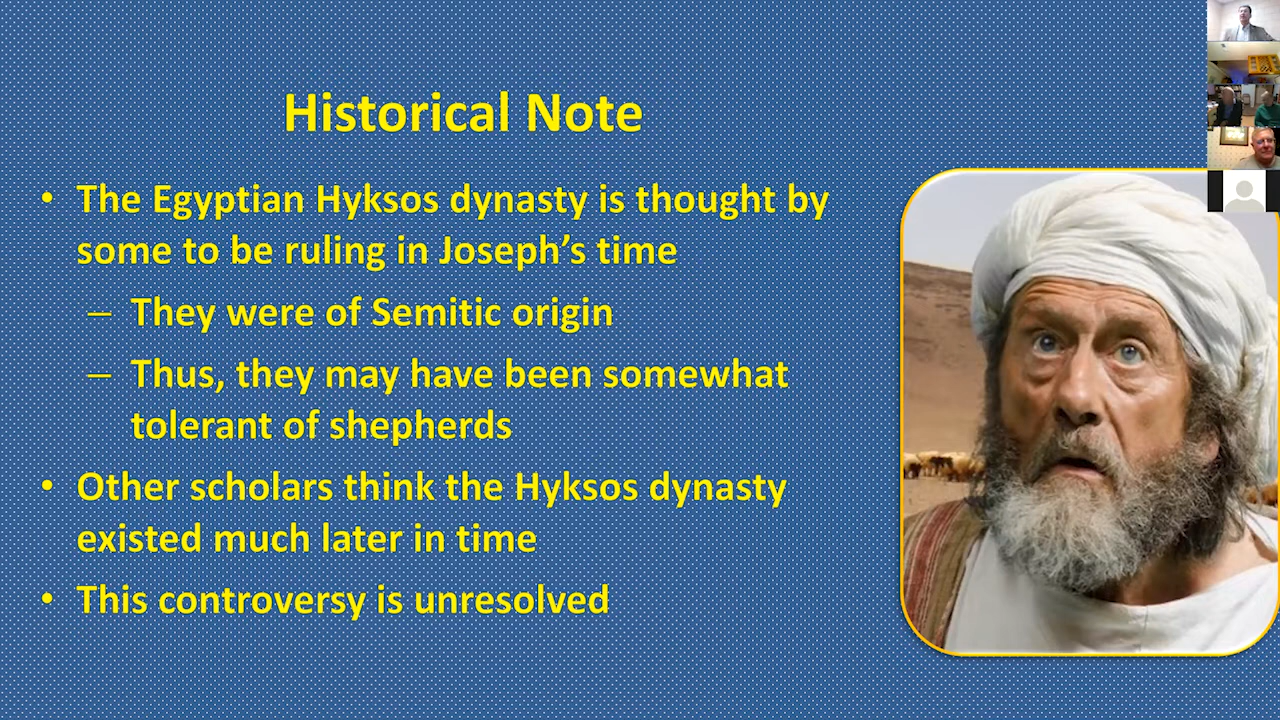 Historical Note
• The Egyptian Hyksos dynasty is thought by
some to be ruling in Joseph’s time
– They were of Semitic origin
– Thus, they may have been somewhat
tolerant of shepherds
• Other scholars think the Hyksos dynasty
existed much later in time
• This controversy is unresolved